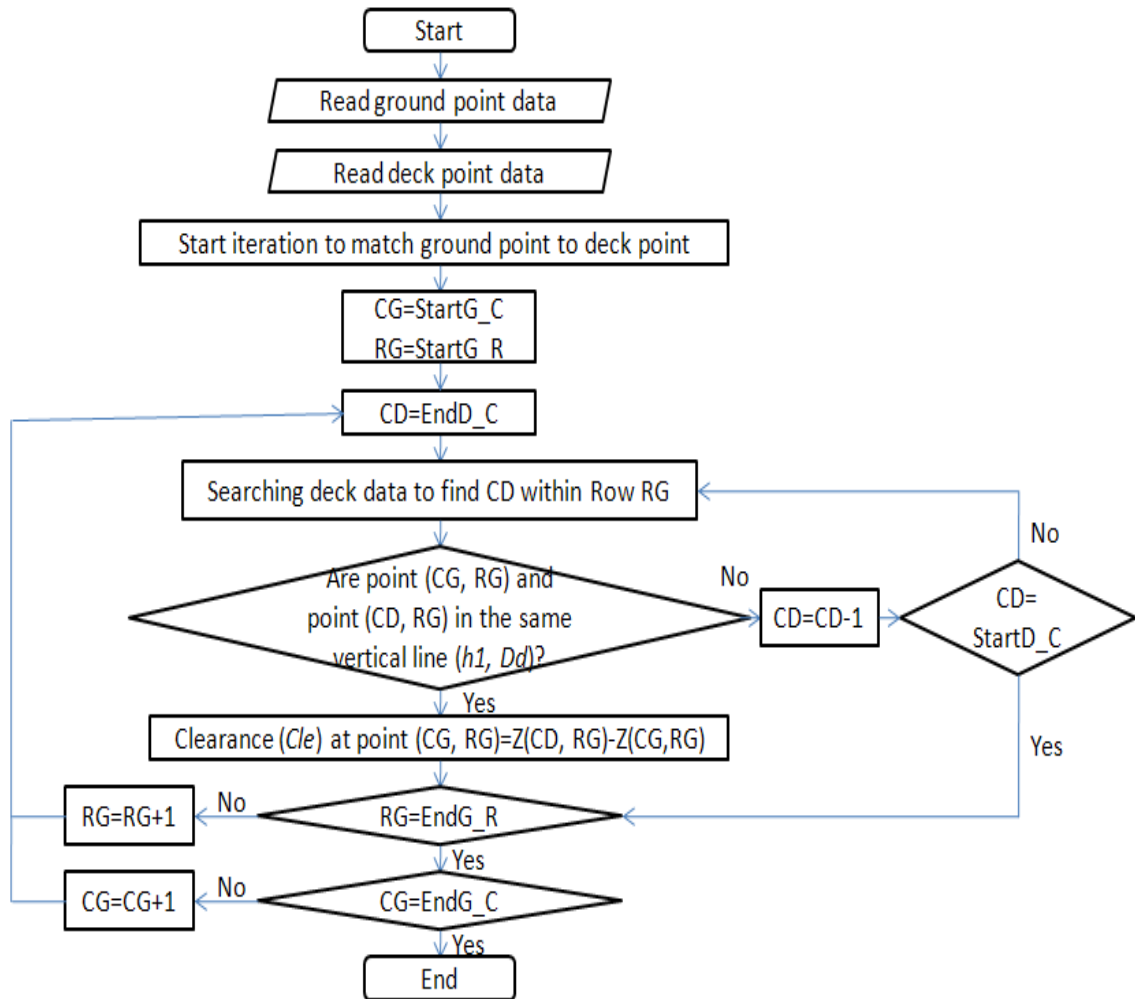 Start
Read ground point data
Read deck point data
Start iteration to match ground point to deck point
CG=StartG_C
RG=StartG_R
CD=EndD_C
Searching deck data to find CD within Row RG
No
Are point (CG, RG) and
point (CD, RG) in the same
vertical line (h1, Dd)?
No
CD=CD-1
CD=
StartD_C
Yes
Clearance (Cle) at point (CG, RG)=Z(CD, RG)-Z(CG,RG)
Yes
RG=RG+1
No
RG=EndG_R
Yes
CG=CG+1
No
CG=EndG_C
Yes
End